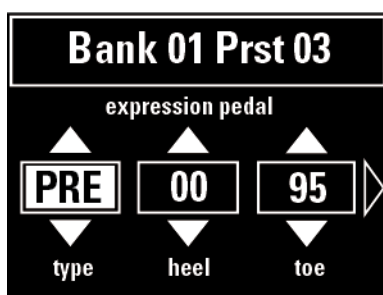 Bank 01 Prst 03
expression pedal
PRE 00 95
type heel toe